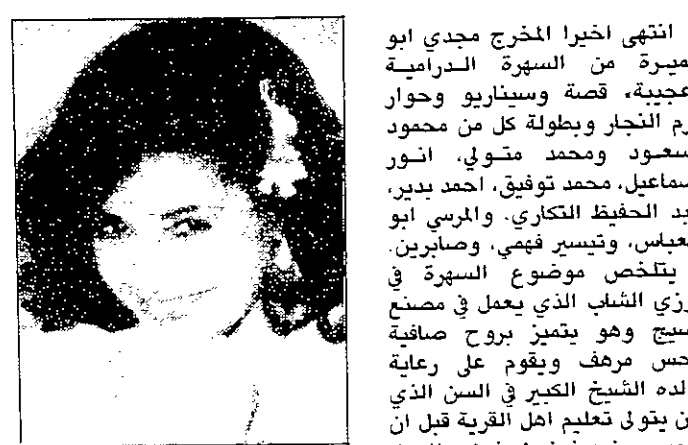 انتهى اخيرا المخرج مجدي ابو
ميرة من السهرة الدرامية
عجيبة، قصة وسيناريو وحوار
رم النجار وبطولة كل من محمود
سعود ومحمد متولي، انور
سماعيل، محمد توفيق، احمد بدير،
بد الحفيظ التكاري. والمرسي ابو
لعباس، وتيسير فهمي، وصابرين.
يتلخص موضوع السهرة في
وزي الشاب الذي يعمل في مصنع
سيج وهو يتميز بروح صافية
حس مرهف ويقوم على رعاية
لده الشيخ الكبير في السن الذي
ن يتولى تعليم اهل القرية قبل ان